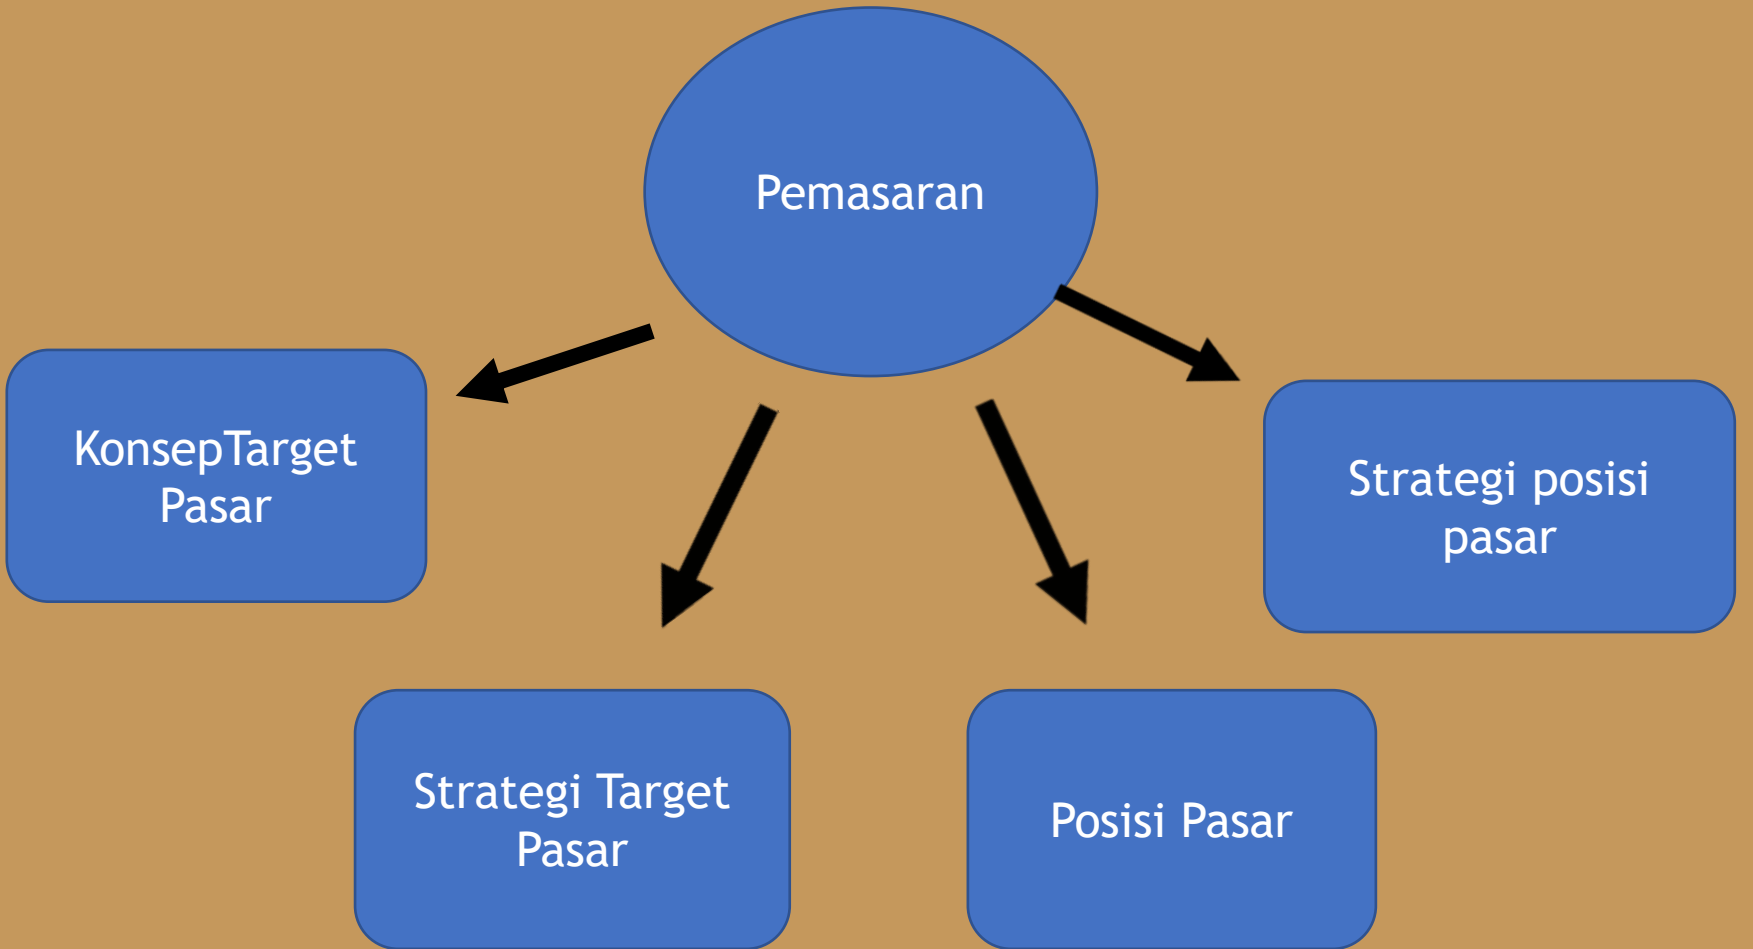 Pemasaran
KonsepTarget
Pasar
Strategi posisi
pasar
Strategi Target
Pasar
Posisi Pasar